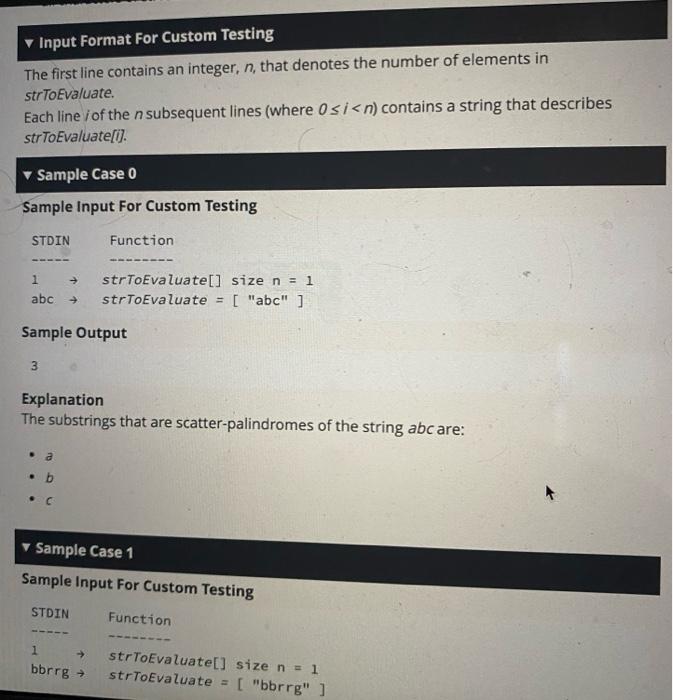 ▼ Input Format For Custom Testing
The first line contains an integer, n, that denotes the number of elements in
strToEvaluate.
Each line i of the n subsequent lines (where 0 ≤ i < n) contains a string that describes
strToEvaluate[i].
▼ Sample Case 0
Sample Input For Custom Testing
STDIN Function
----- --------
1 → strToEvaluate[] size n = 1
abc → strToEvaluate = [ "abc" ]
Sample Output
3
Explanation
The substrings that are scatter-palindromes of the string abc are:
• a
• b
• c
▼ Sample Case 1
Sample Input For Custom Testing
STDIN Function
----- --------
1 → strToEvaluate[] size n = 1
bbrrg → strToEvaluate = [ "bbrrg" ]